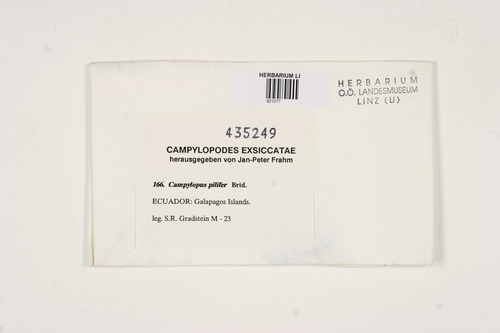 HERBARIUM LI
921077
HERBARIUM
O.Ö. LANDESMUSEUM
LINZ (LI)
435249
CAMPYLOPODES EXSICCATAE
herausgegeben von Jan-Peter Frahm
166. Campylopus pilifer Brid.
ECUADOR: Galapagos Islands.
leg. S.R. Gradstein M - 23